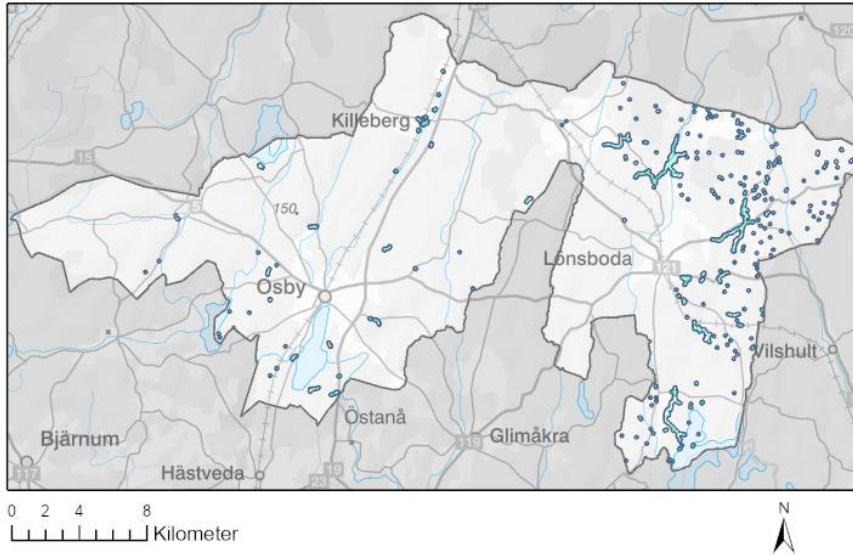 120
Killeberg
15
15
150
Lönsboda
121
Osby
Vilshult
Östanå
Bjärnum
Glimåkra
119
117
Hästveda
19
23
N
0 2 4 8
Kilometer